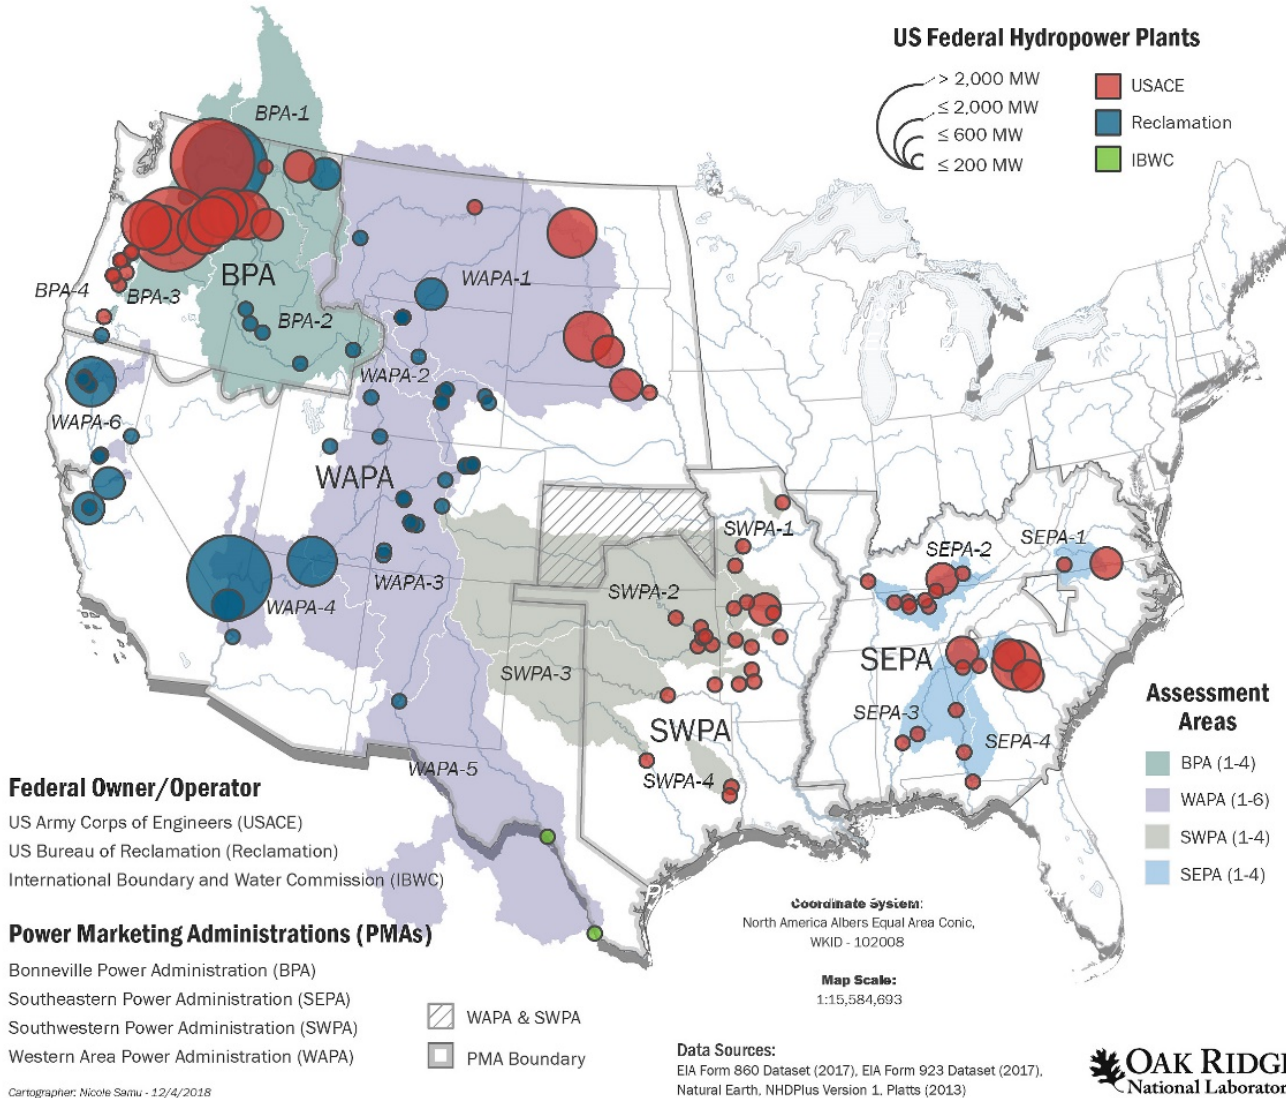 US Federal Hydropower Plants
> 2,000 MW
≤ 2,000 MW
≤ 600 MW
≤ 200 MW
USACE
Reclamation
IBWC
BPA-1
BPA
BPA-4
BPA-3
BPA-2
WAPA-1
WAPA-2
WAPA-6
WAPA
WAPA-3
WAPA-4
WAPA-5
SWPA-1
SWPA-2
SWPA-3
SWPA
SWPA-4
SEPA-1
SEPA-2
SEPA
SEPA-3
SEPA-4
Assessment
Areas
BPA (1-4)
WAPA (1-6)
SWPA (1-4)
SEPA (1-4)
Federal Owner/Operator
US Army Corps of Engineers (USACE)
US Bureau of Reclamation (Reclamation)
International Boundary and Water Commission (IBWC)
Power Marketing Administrations (PMAs)
Bonneville Power Administration (BPA)
Southeastern Power Administration (SEPA)
Southwestern Power Administration (SWPA)
Western Area Power Administration (WAPA)
WAPA & SWPA
PMA Boundary
Coordinate System:
North America Albers Equal Area Conic,
WKID - 102008
Map Scale:
1:15,584,693
Data Sources:
EIA Form 860 Dataset (2017), EIA Form 923 Dataset (2017),
Natural Earth, NHDPlus Version 1, Platts (2013)
Cartographer: Nicole Samu - 12/4/2018
OAK RIDGE
National Laborator